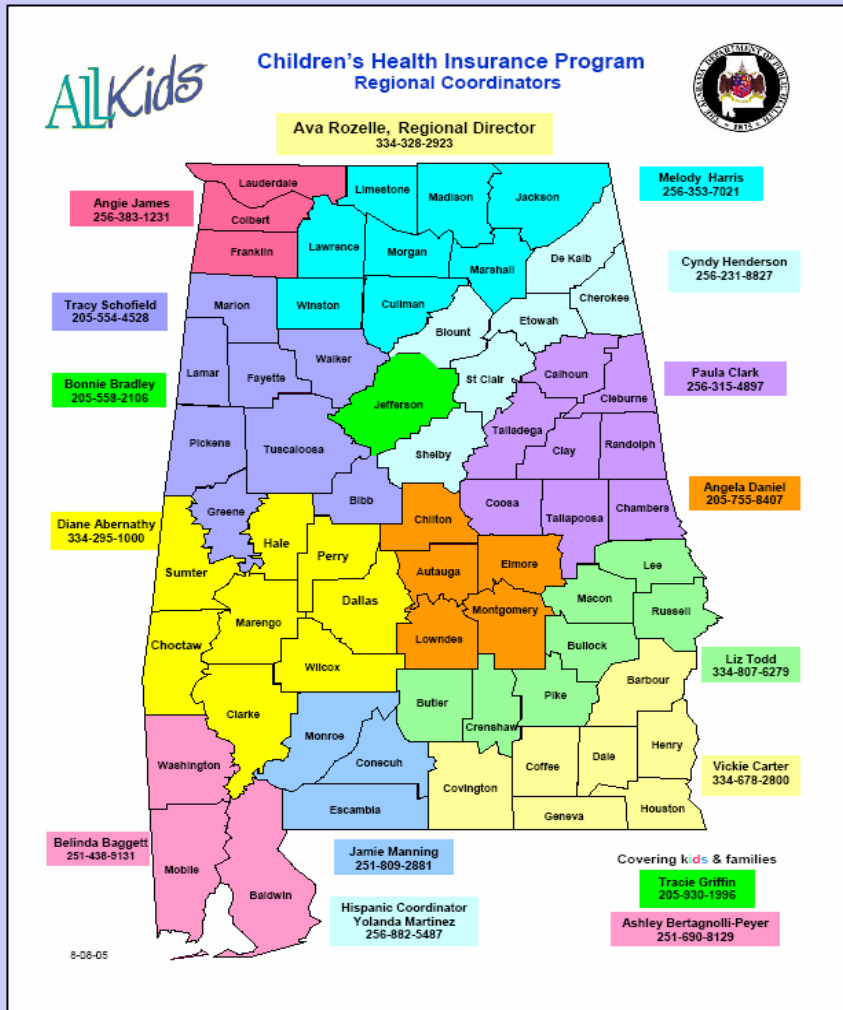 ALL Kids
Children's Health Insurance Program
Regional Coordinators
THE ALABAMA DEPARTMENT OF PUBLIC HEALTH
Ava Rozelle, Regional Director
334-328-2923
Angie James
256-383-1231
Melody Harris
256-353-7021
Cyndy Henderson
256-231-8827
Tracy Schofield
205-554-4528
Bonnie Bradley
205-558-2106
Paula Clark
256-315-4897
Angela Daniel
205-755-8407
Diane Abernathy
334-295-1000
Liz Todd
334-807-6279
Vickie Carter
334-678-2800
Belinda Baggett
251-438-9131
Jamie Manning
251-809-2881
Hispanic Coordinator
Yolanda Martinez
256-882-5487
Covering kids & families
Tracie Griffin
205-930-1996
Ashley Bertagnolli-Peyer
251-690-8129
Lauderdale
Limestone
Madison
Jackson
Colbert
Lawrence
Morgan
Franklin
Marshall
De Kalb
Cherokee
Marion
Winston
Cullman
Etowah
Blount
Walker
Lamar
Fayette
St Clair
Calhoun
Cleburne
Jefferson
Talladega
Pickens
Tuscaloosa
Shelby
Clay
Randolph
Bibb
Greene
Chilton
Coosa
Tallapoosa
Chambers
Hale
Perry
Sumter
Autauga
Elmore
Lee
Macon
Dallas
Montgomery
Russell
Marengo
Choctaw
Lowndes
Bullock
Wilcox
Barbour
Clarke
Butler
Pike
Crenshaw
Monroe
Washington
Conecuh
Coffee
Dale
Henry
Covington
Escambia
Geneva
Houston
Mobile
Baldwin
8-08-05